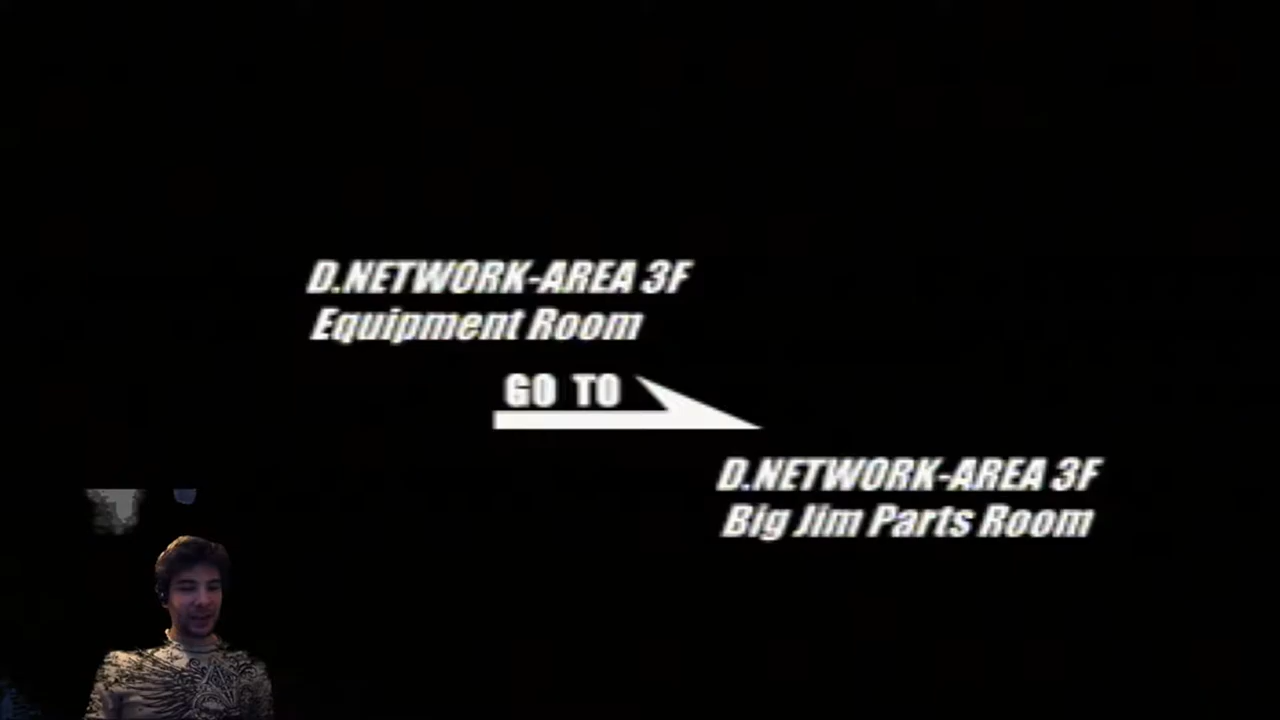 D.NETWORK-AREA 3F
Equipment Room
GO TO
D.NETWORK-AREA 3F
Big Jim Parts Room